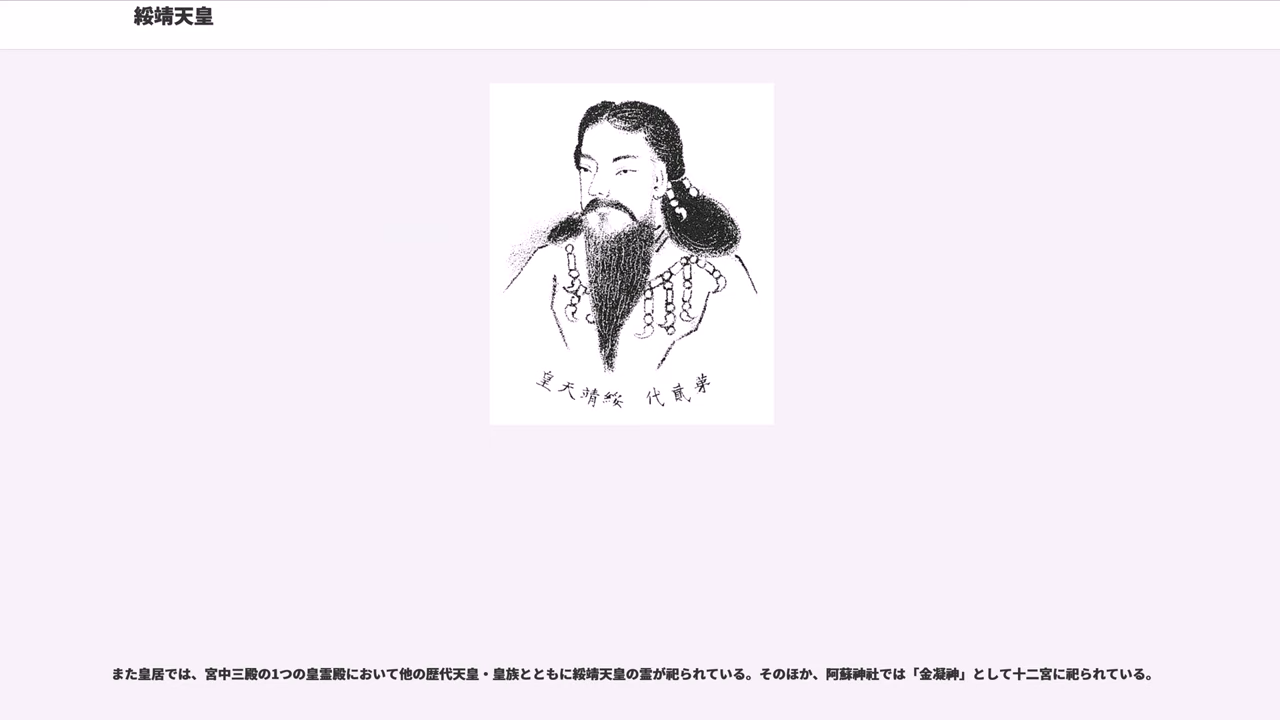 綏靖天皇
第貳代 綏靖天皇
また皇居では、宮中三殿の1つの皇霊殿において他の歴代天皇・皇族とともに綏靖天皇の霊が祀られている。そのほか、阿蘇神社では「金凝神」として十二宮に祀られている。